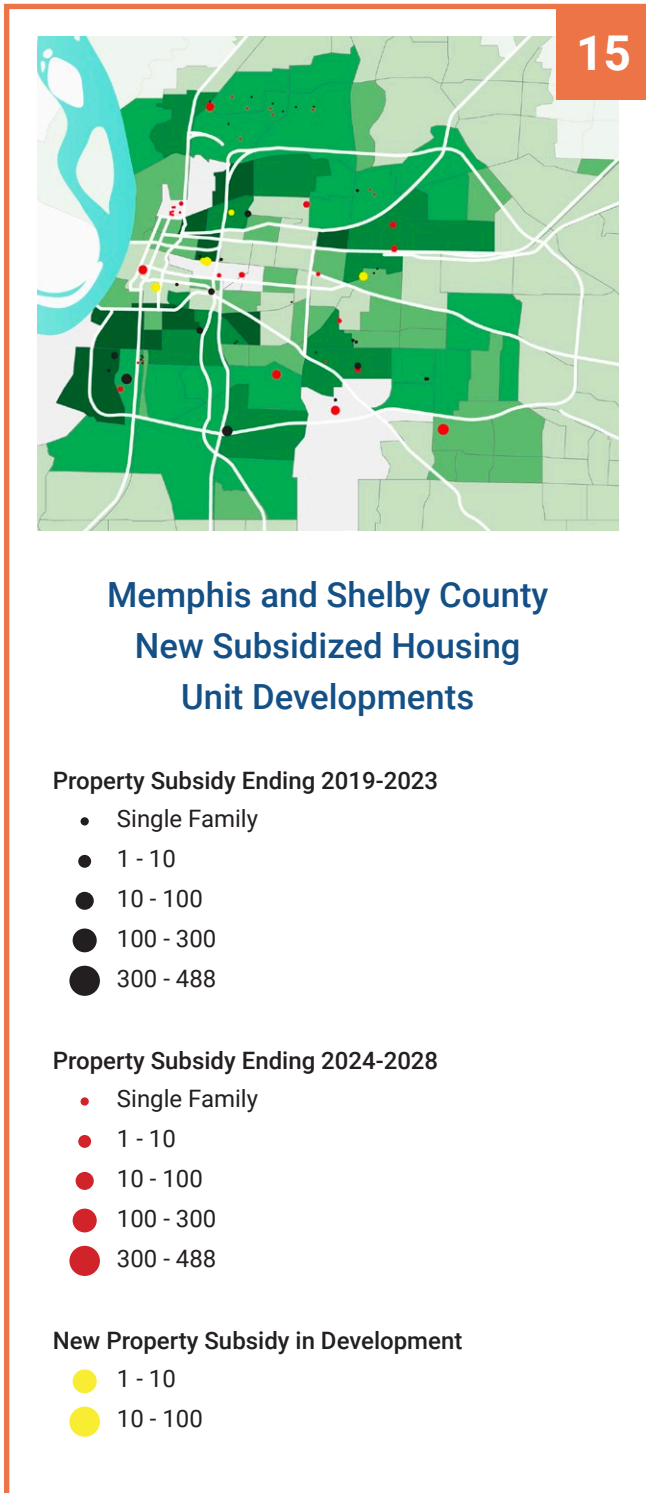 15
Memphis and Shelby County
New Subsidized Housing
Unit Developments
Property Subsidy Ending 2019-2023
Single Family
1 - 10
10 - 100
100 - 300
300 - 488
Property Subsidy Ending 2024-2028
Single Family
1 - 10
10 - 100
100 - 300
300 - 488
New Property Subsidy in Development
1 - 10
10 - 100